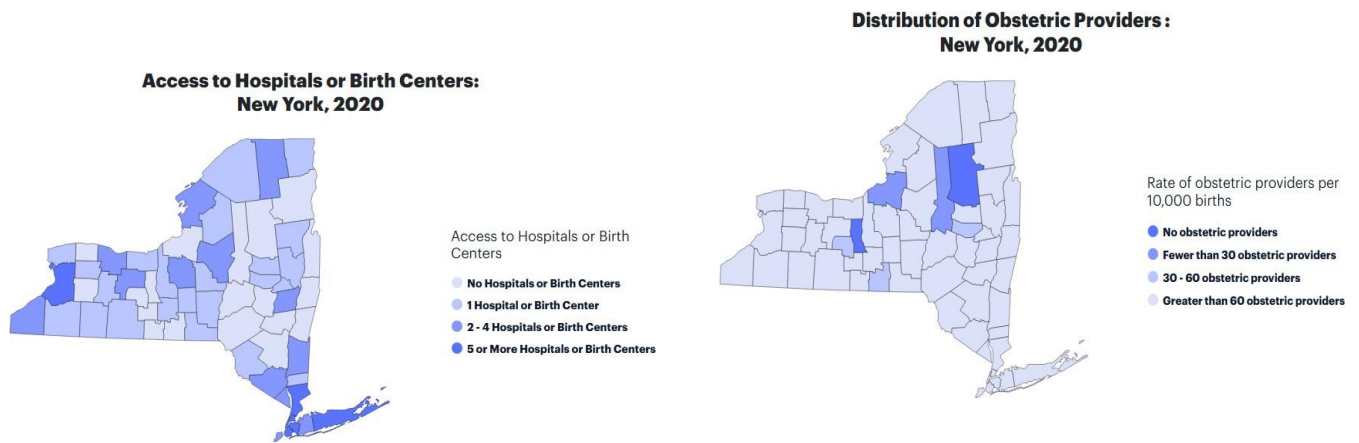 Access to Hospitals or Birth Centers:
New York, 2020
Access to Hospitals or Birth
Centers
No Hospitals or Birth Centers
1 Hospital or Birth Center
2 - 4 Hospitals or Birth Centers
5 or More Hospitals or Birth Centers
Distribution of Obstetric Providers :
New York, 2020
Rate of obstetric providers per
10,000 births
No obstetric providers
Fewer than 30 obstetric providers
30 - 60 obstetric providers
Greater than 60 obstetric providers